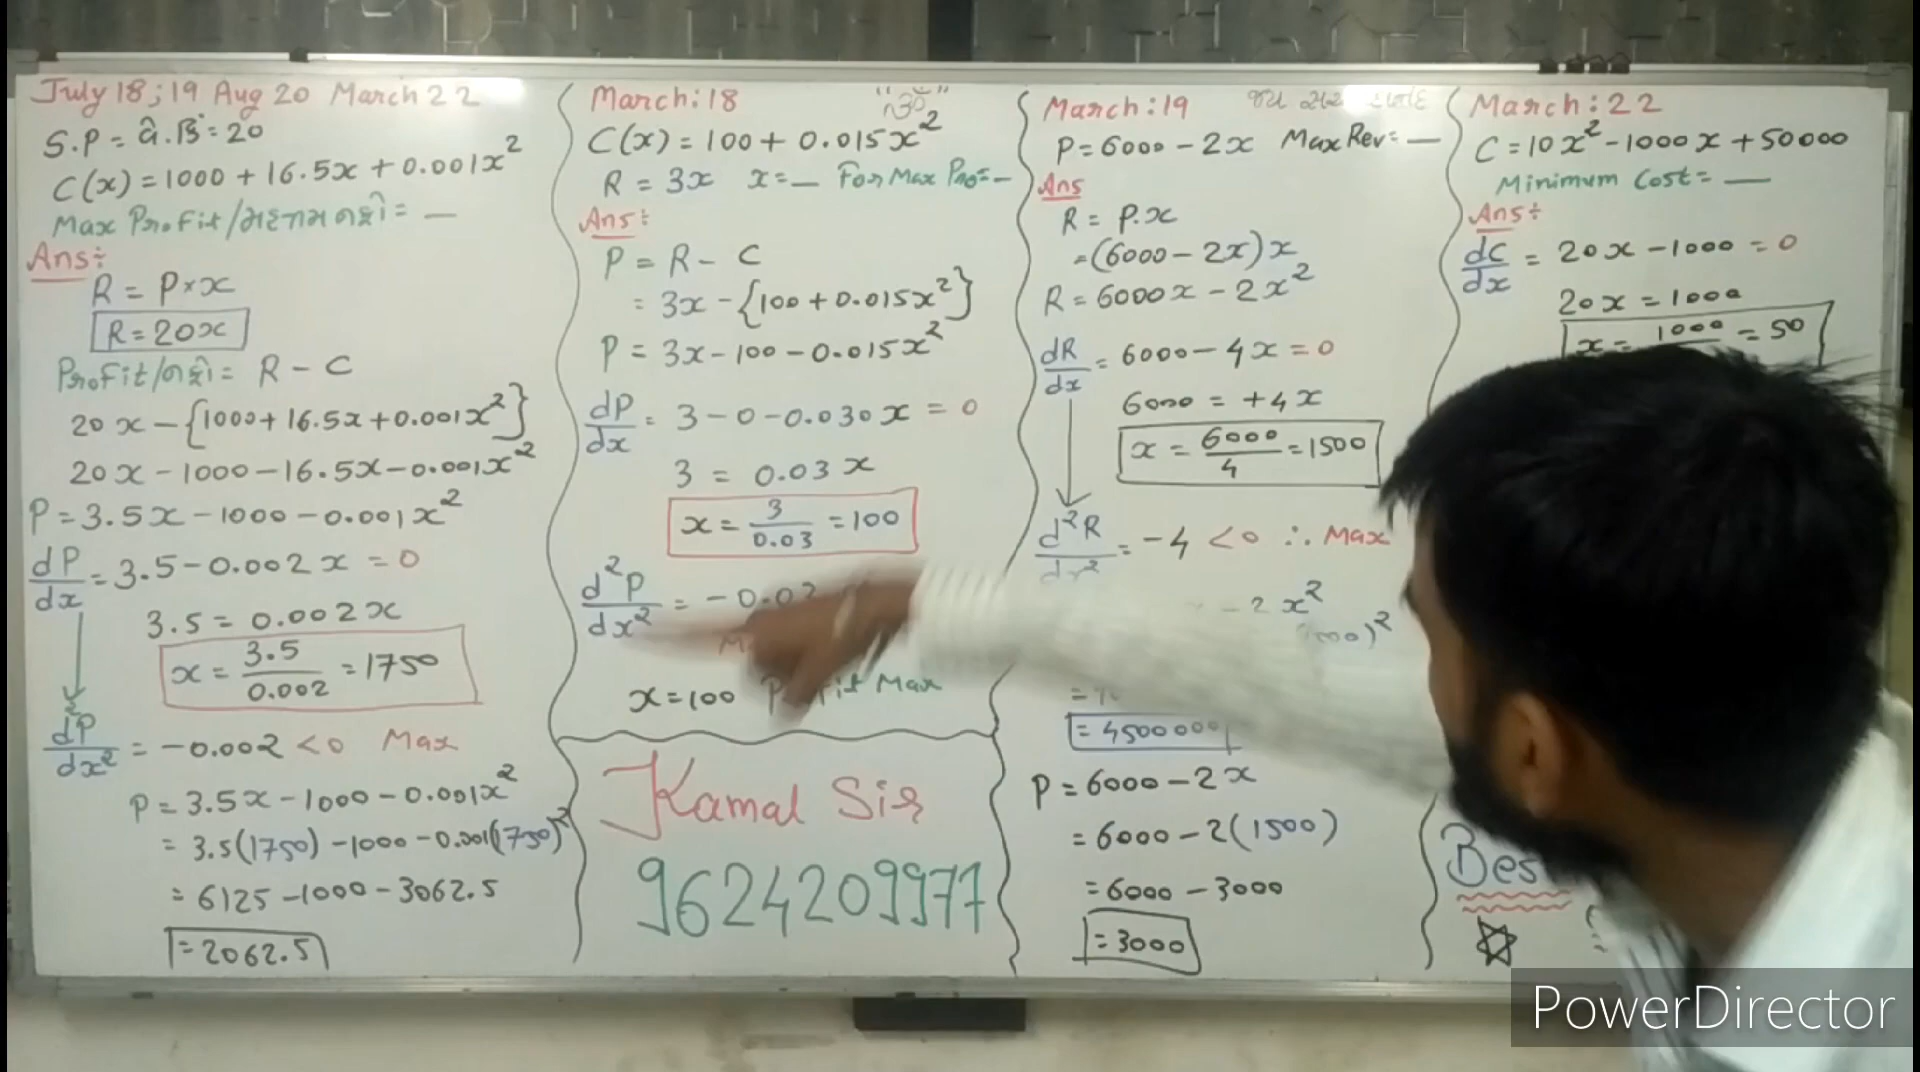 July 18; 19 Aug 20 March 22
S.P = વે.કિં = 20
C(x) = 1000 + 16.5x + 0.001x²
Max Profit/મહત્તમ નફો = —
Ans÷
R = P×x
R = 20x
Profit/નફો = R - C
20x - {1000 + 16.5x + 0.001x²}
20x - 1000 - 16.5x - 0.001x²
P = 3.5x - 1000 - 0.001x²
dP/dx = 3.5 - 0.002x = 0
3.5 = 0.002x
x = 3.5/0.002 = 1750
d²P/dx² = -0.002 <0 Max
P = 3.5x - 1000 - 0.001x²
= 3.5(1750) - 1000 - 0.001(1750)²
= 6125 - 1000 - 3062.5
= 2062.5
March: 18
C(x) = 100 + 0.015x²
R = 3x x = — For Max Pro = —
Ans÷
P = R - C
= 3x - {100 + 0.015x²}
P = 3x - 100 - 0.015x²
dP/dx = 3 - 0 - 0.030x = 0
3 = 0.03x
x = 3/0.03 = 100
d²P/dx² = -0.03
x = 100 Max
Kamal Sir
9624209977
March: 19
P = 6000 - 2x Max Rev = —
Ans
R = P.x
= (6000 - 2x)x
R = 6000x - 2x²
dR/dx = 6000 - 4x = 0
6000 = +4x
x = 6000/4 = 1500
d²R/dx² = -4 <0 ∴ Max
- 2x²
)²
= 4500000
P = 6000 - 2x
= 6000 - 2(1500)
= 6000 - 3000
= 3000
March: 22
C = 10x² - 1000x + 50000
Minimum Cost = —
Ans÷
dc/dx = 20x - 1000 = 0
20x = 1000
x = 1000 = 50
Bes
PowerDirector